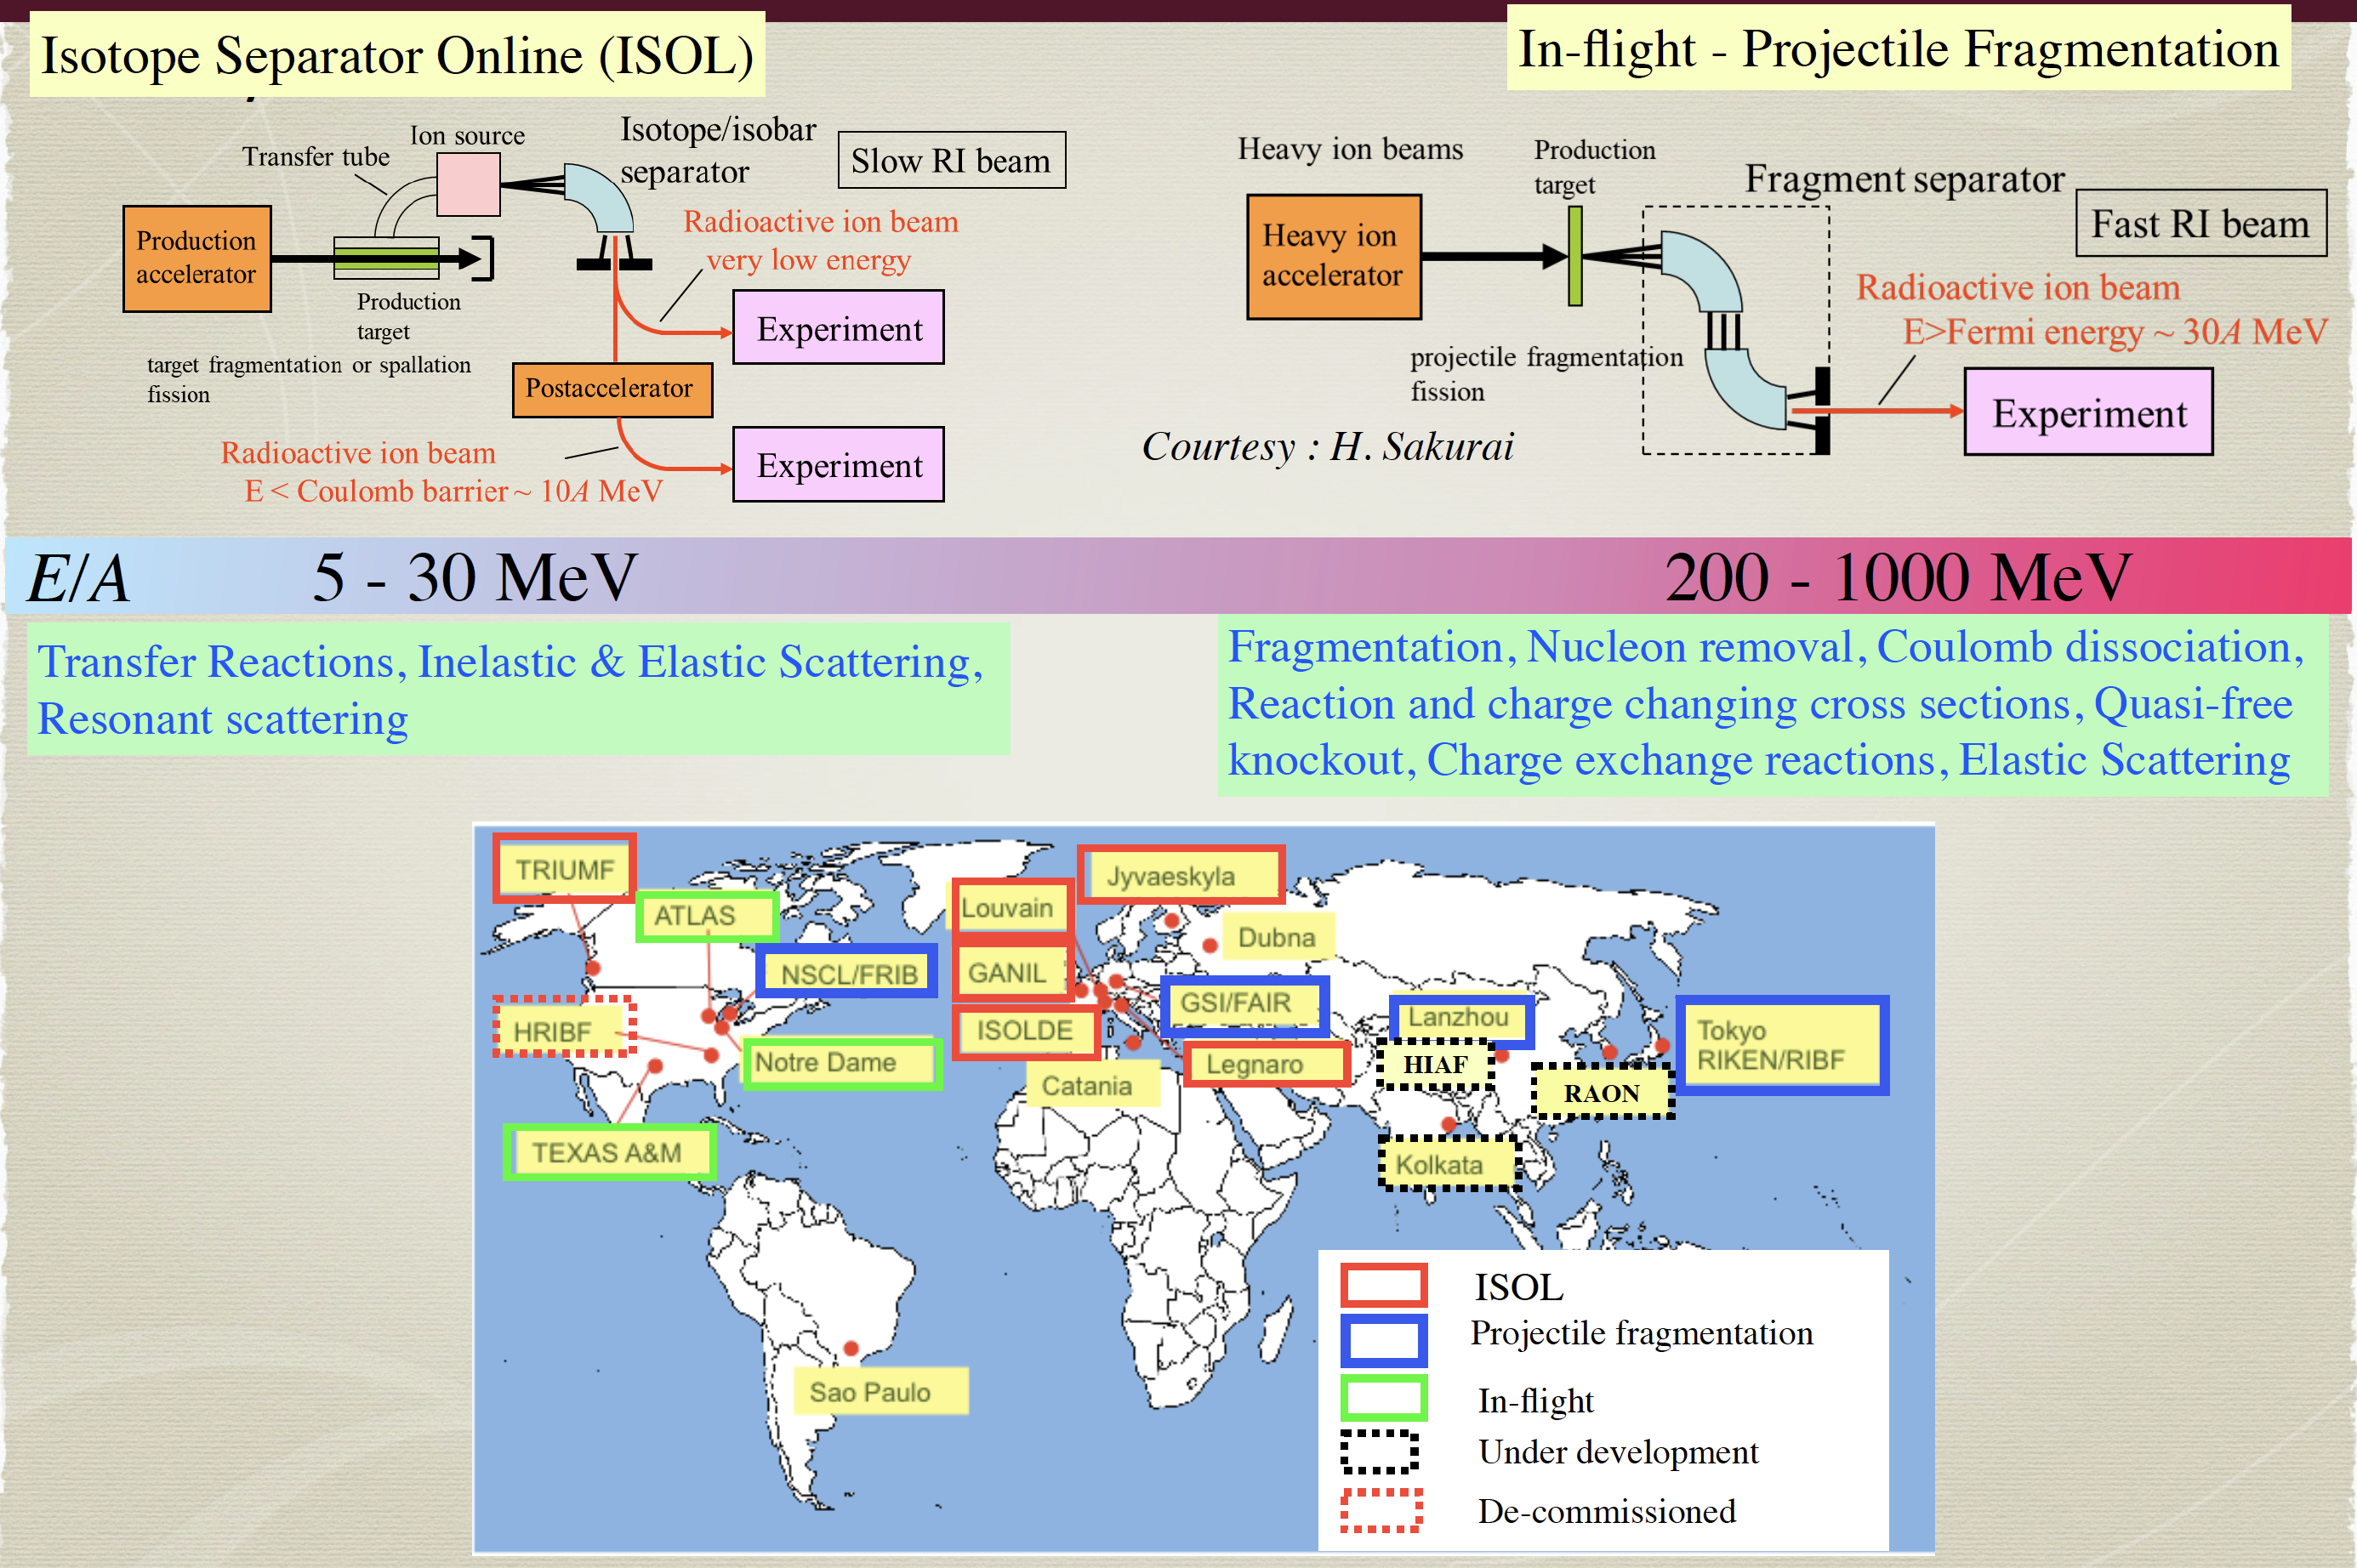 Isotope Separator Online (ISOL)
In-flight - Projectile Fragmentation
Ion source
Transfer tube
Isotope/isobar
separator
Slow RI beam
Production
accelerator
Radioactive ion beam
very low energy
Production
target
Experiment
target fragmentation or spallation
fission
Postaccelerator
Radioactive ion beam
E < Coulomb barrier ~ 10A MeV
Experiment
Heavy ion beams
Production
target
Fragment separator
Fast RI beam
Heavy ion
accelerator
Radioactive ion beam
E>Fermi energy ~ 30A MeV
projectile fragmentation
fission
Experiment
Courtesy : H. Sakurai
E/A 5 - 30 MeV 200 - 1000 MeV
Transfer Reactions, Inelastic & Elastic Scattering,
Resonant scattering
Fragmentation, Nucleon removal, Coulomb dissociation,
Reaction and charge changing cross sections, Quasi-free
knockout, Charge exchange reactions, Elastic Scattering
TRIUMF
ATLAS
NSCL/FRIB
HRIBF
Notre Dame
TEXAS A&M
Sao Paulo
Jyvaeskyla
Louvain
Dubna
GANIL
GSI/FAIR
ISOLDE
Legnaro
Catania
Lanzhou
HIAF
RAON
Tokyo
RIKEN/RIBF
Kolkata
ISOL
Projectile fragmentation
In-flight
Under development
De-commissioned